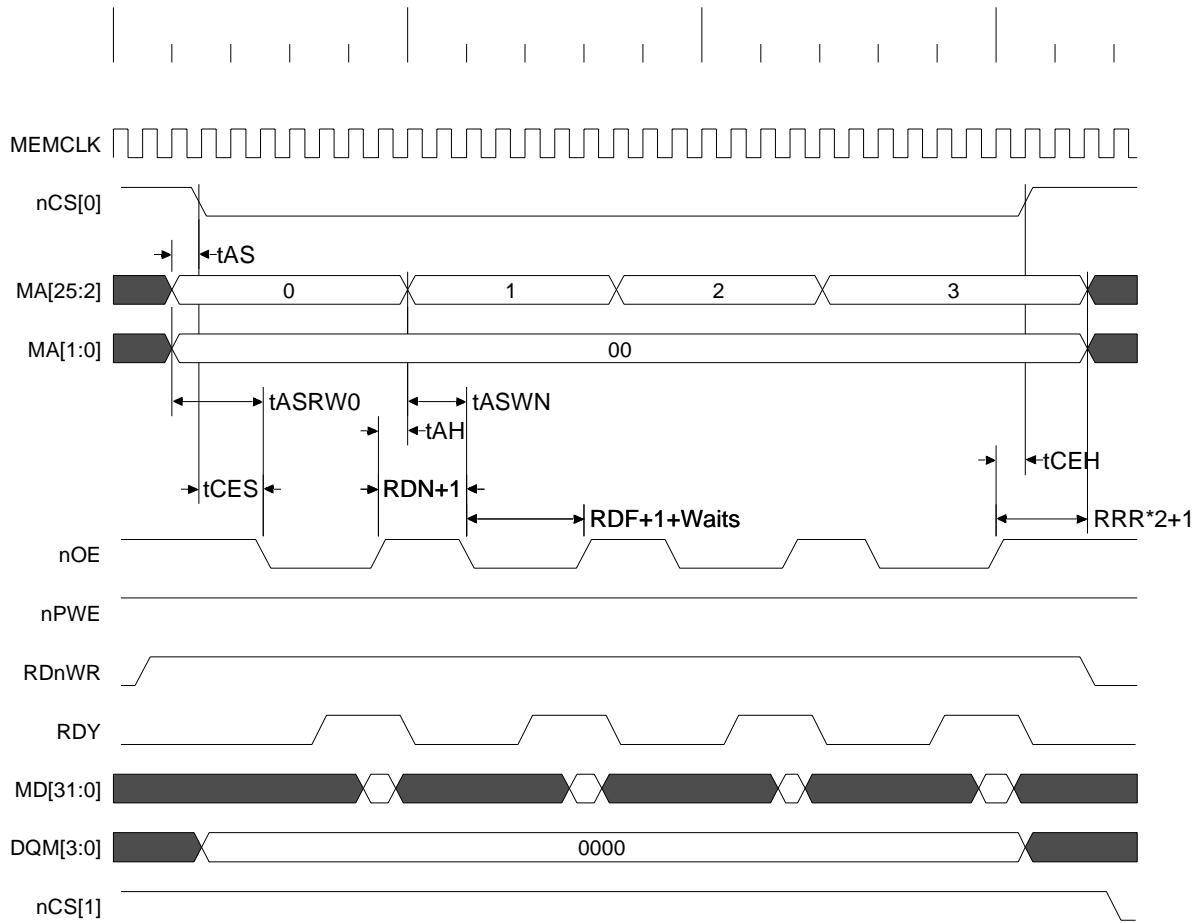 MEMCLK
nCS[0]
tAS
MA[25:2] 0 1 2 3
MA[1:0] 00
tASRW0 tASWN
tAH
tCEH
tCES RDN+1
RDF+1+Waits RRR*2+1
nOE
nPWE
RDnWR
RDY
MD[31:0]
DQM[3:0] 0000
nCS[1]